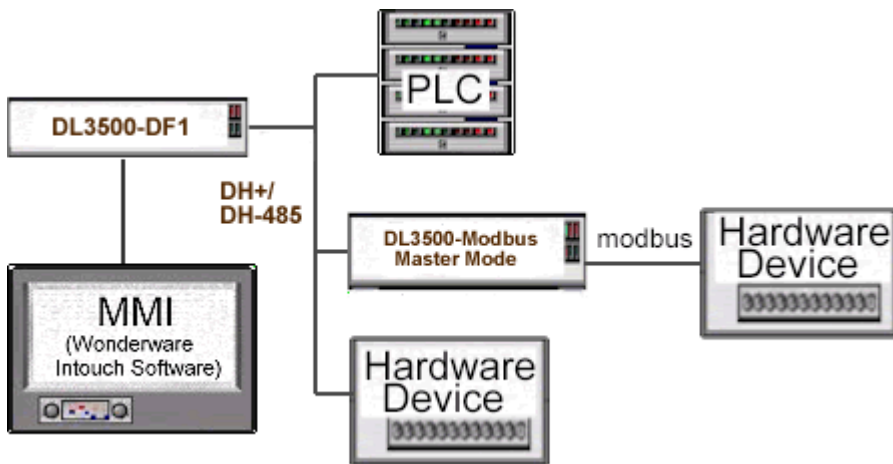 PLC
DL3500-DF1
DH+/
DH-485
DL3500-Modbus
Master Mode
modbus
Hardware
Device
MMI
(Wonderware
Intouch Software)
Hardware
Device